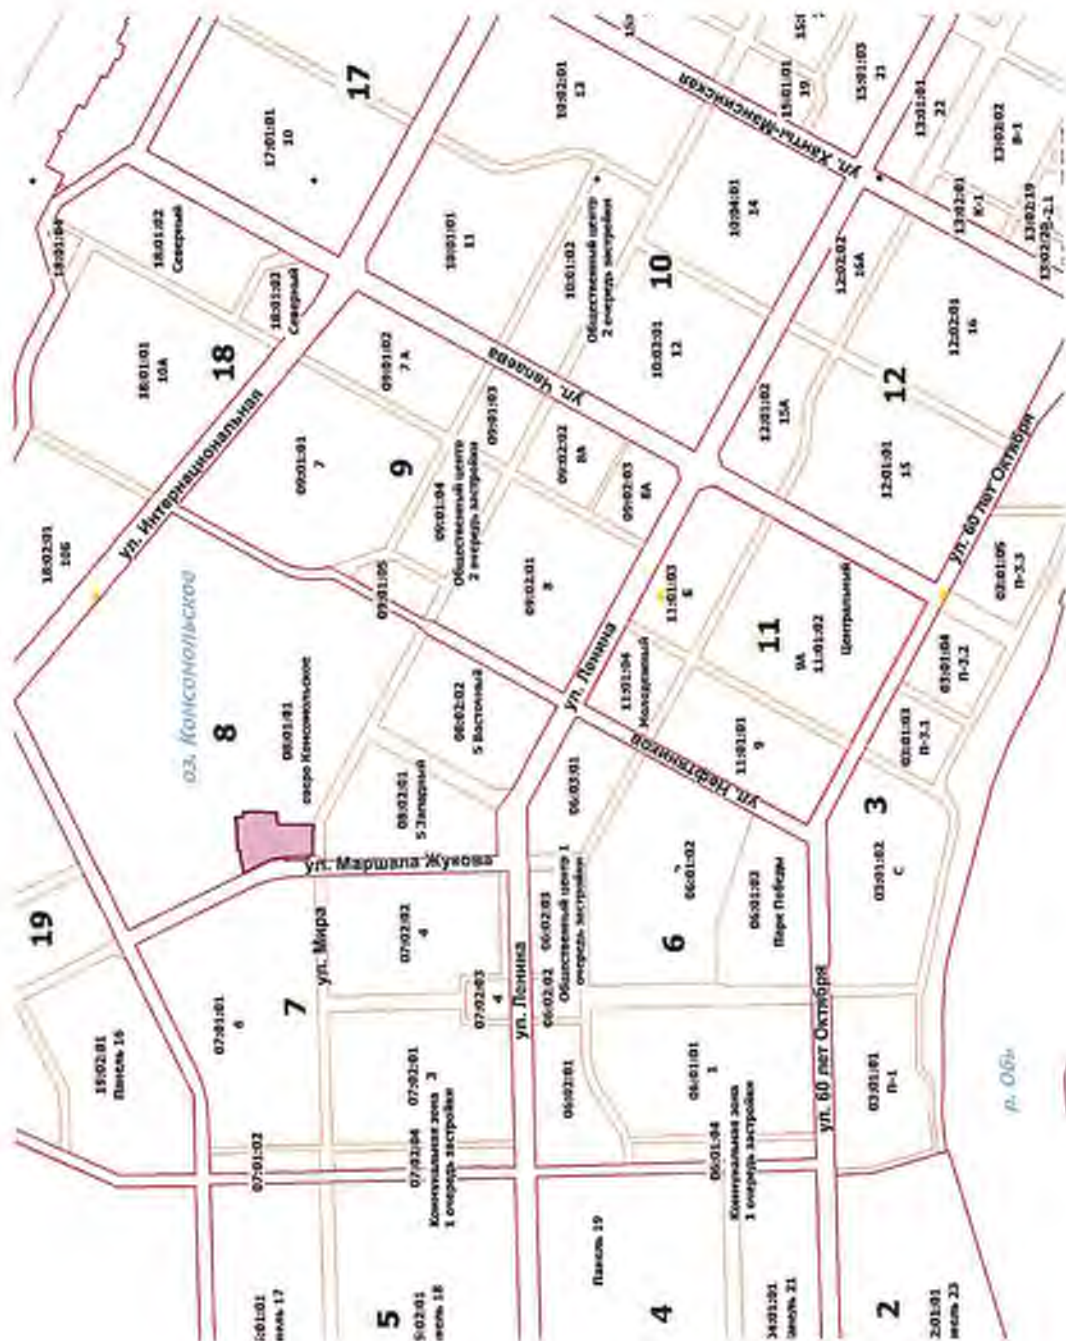 19
15:02:01
Панель 16
07:01:01
6
7
07:01:02
ул. Мира
07:02:02
4
07:02:03
4
07:02:01
3
07:02:04
Коммунальная зона
1 очередь застройки
5
4
Панель 19
2
ул. Маршала Жукова
ул. Ленина
06:02:01
06:02:02
06:02:03
Общественный центр 1
очередь застройки
06:03:01
6
06:01:02
06:01:03
Парк Победы
06:01:01
1
06:01:04
Коммунальная зона
1 очередь застройки
ул. 60 лет Октября
03:01:01
П-1
3
03:01:02
С
р. Обь
оз. Комсомольское
8
08:01:01
озеро Комсомольское
08:02:01
5 Западный
08:02:02
5 Восточный
18:02:01
10Б
ул. Интернациональная
18
18:01:01
10А
18:01:02
Северный
18:01:03
Северный
18:01:04
17:01:01
10
17
9
09:01:01
7
09:01:02
7А
09:01:03
09:01:04
Общественный центр
2 очередь застройки
09:01:05
09:02:01
8
09:02:02
8А
09:02:03
ул. Чапаева
ул. Ленина
ул. Нефтяников
11
11:01:01
9
9А
11:01:02
Центральный
11:01:03
Б
11:01:04
Молодежный
П-3.1
03:01:04
П-3.2
П-3.3
ул. 60 лет Октября
10
10:01:01
11
10:01:02
Общественный центр
2 очередь застройки
10:02:01
12
13
10:04:01
14
ул. Ханты-Мансийская
12
12:01:01
15
12:01:02
15А
12:02:01
16
12:02:02
16А
15:01:01
19
15:01:03
21
13:01:01
22
13:02:01
К-1
13:02:02
13:02:19